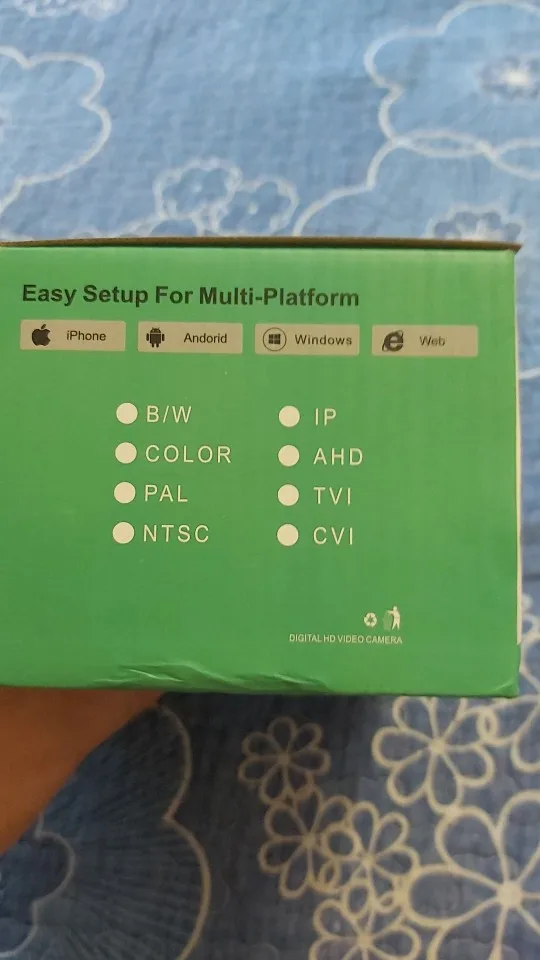 Easy Setup For Multi-Platform
iPhone Andorid Windows Web
B/W IP
COLOR AHD
PAL TVI
NTSC CVI
DIGITAL HD VIDEO CAMERA